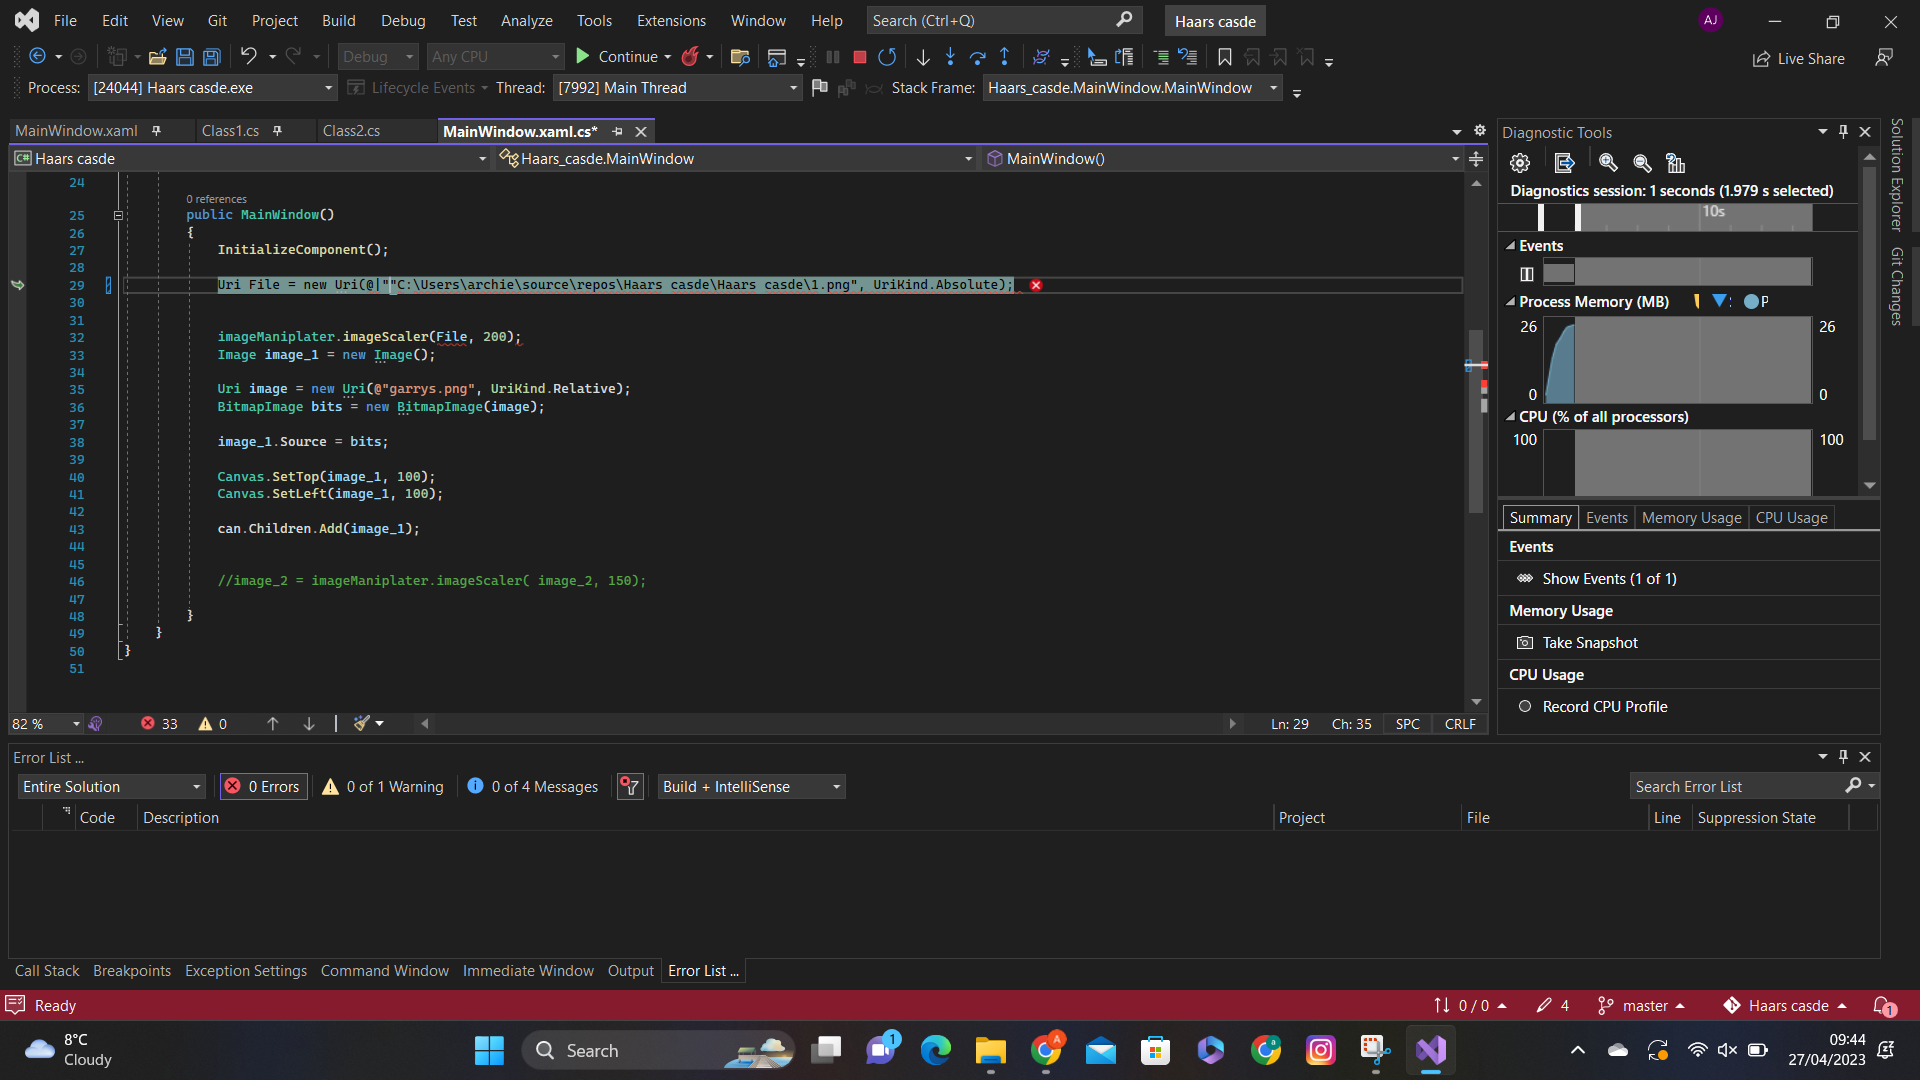 File Edit View Git Project Build Debug Test Analyze Tools Extensions Window Help Search (Ctrl+Q) Haars casde AJ
Debug Any CPU Continue Live Share
Process: [24044] Haars casde.exe Lifecycle Events Thread: [7992] Main Thread Stack Frame: Haars_casde.MainWindow.MainWindow
MainWindow.xaml Class1.cs Class2.cs MainWindow.xaml.cs*
C# Haars casde Haars_casde.MainWindow MainWindow()
24
0 references
25 public MainWindow()
26 {
27 InitializeComponent();
28
29 Uri File = new Uri(@|""C:\Users\archie\source\repos\Haars casde\Haars casde\1.png", UriKind.Absolute);
30
31
32 imageManiplater.imageScaler(File, 200);
33 Image image_1 = new Image();
34
35 Uri image = new Uri(@"garrys.png", UriKind.Relative);
36 BitmapImage bits = new BitmapImage(image);
37
38 image_1.Source = bits;
39
40 Canvas.SetTop(image_1, 100);
41 Canvas.SetLeft(image_1, 100);
42
43 can.Children.Add(image_1);
44
45
46 //image_2 = imageManiplater.imageScaler( image_2, 150);
47
48 }
49 }
50 }
51
82 % 33 0 Ln: 29 Ch: 35 SPC CRLF
Diagnostic Tools
Diagnostics session: 1 seconds (1.979 s selected)
10s
Events
Process Memory (MB) P
26 26
0 0
CPU (% of all processors)
100 100
Summary Events Memory Usage CPU Usage
Events
Show Events (1 of 1)
Memory Usage
Take Snapshot
CPU Usage
Record CPU Profile
Solution Explorer
Git Changes
Error List ...
Entire Solution 0 Errors 0 of 1 Warning 0 of 4 Messages Build + IntelliSense Search Error List
Code Description Project File Line Suppression State
Call Stack Breakpoints Exception Settings Command Window Immediate Window Output Error List ...
Ready 0 / 0 4 master Haars casde 1
8°C
Cloudy
Search
1
A
a
09:44
27/04/2023